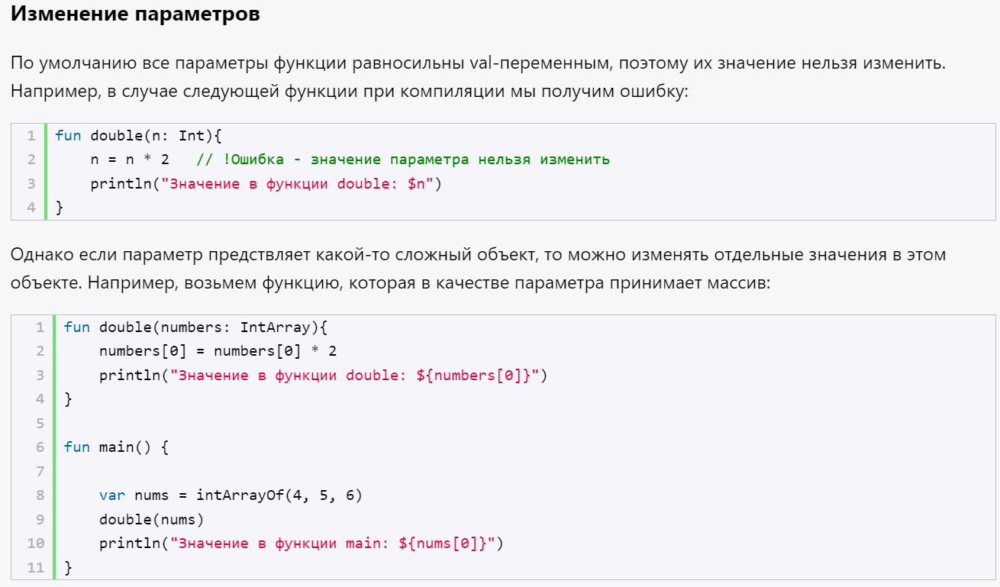 Изменение параметров
По умолчанию все параметры функции равносильны val-переменным, поэтому их значение нельзя изменить.
Например, в случае следующей функции при компиляции мы получим ошибку:
1 fun double(n: Int){
2     n = n * 2   // !Ошибка - значение параметра нельзя изменить
3     println("Значение в функции double: $n")
4 }
Однако если параметр предствляет какой-то сложный объект, то можно изменять отдельные значения в этом
объекте. Например, возьмем функцию, которая в качестве параметра принимает массив:
1 fun double(numbers: IntArray){
2     numbers[0] = numbers[0] * 2
3     println("Значение в функции double: ${numbers[0]}")
4 }
5
6 fun main() {
7
8     var nums = intArrayOf(4, 5, 6)
9     double(nums)
10     println("Значение в функции main: ${nums[0]}")
11 }